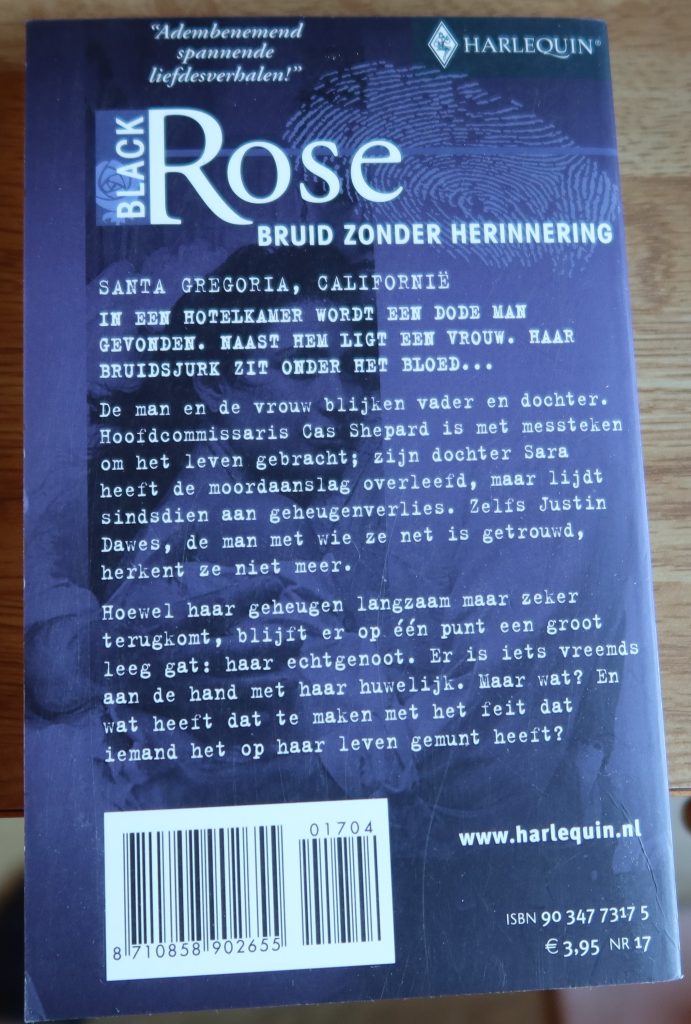 "Adembenemend
spannende
liefdesverhalen!"
HARLEQUIN®
BLACK
ROSE
BRUID ZONDER HERINNERING
SANTA GREGORIA, CALIFORNIË
IN EEN HOTELKAMER WORDT EEN DODE MAN
GEVONDEN. NAAST HEM LIGT EEN VROUW. HAAR
BRUIDSJURK ZIT ONDER HET BLOED...
De man en de vrouw blijken vader en dochter.
Hoofdcommissaris Cas Shepard is met messteken
om het leven gebracht; zijn dochter Sara
heeft de moordaanslag overleefd, maar lijdt
sindsdien aan geheugenverlies. Zelfs Justin
Dawes, de man met wie ze net is getrouwd,
herkent ze niet meer.
Hoewel haar geheugen langzaam maar zeker
terugkomt, blijft er op één punt een groot
leeg gat: haar echtgenoot. Er is iets vreemds
aan de hand met haar huwelijk. Maar wat? En
wat heeft dat te maken met het feit dat
iemand het op haar leven gemunt heeft?
01704
8 710858 902655
www.harlequin.nl
ISBN 90 347 7317 5
€ 3,95 NR 17